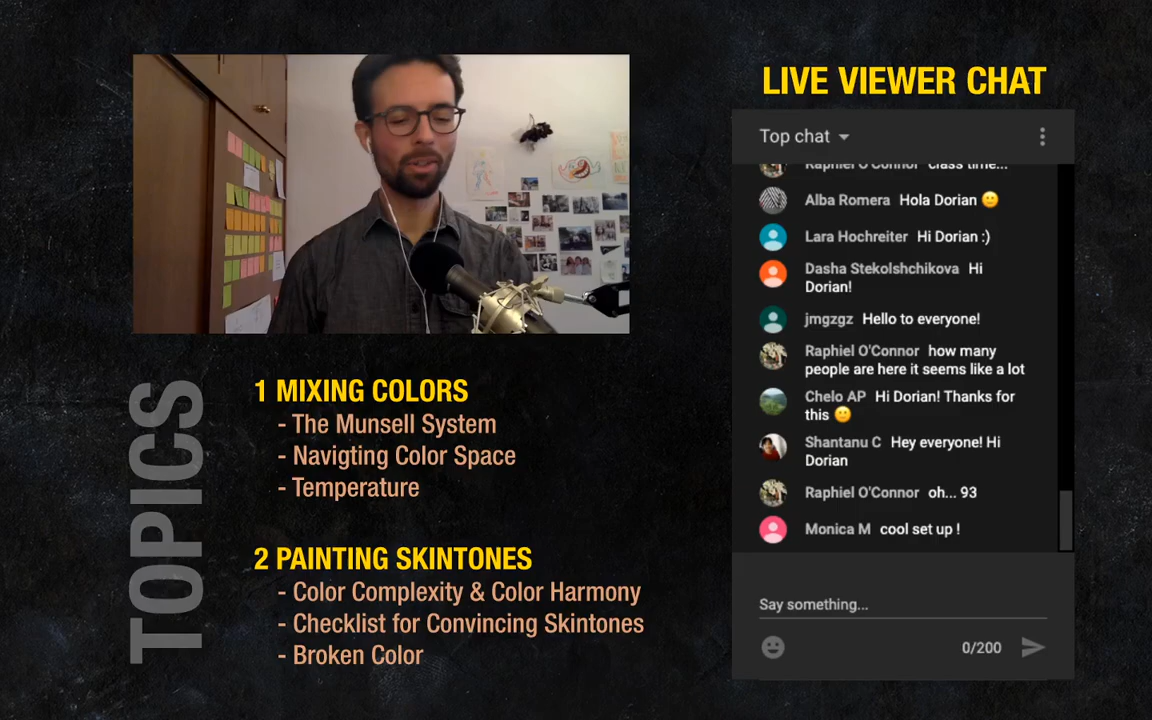 LIVE VIEWER CHAT
Top chat
Raphiel O'Connor class time...
Alba Romera Hola Dorian 🙂
Lara Hochreiter Hi Dorian :)
Dasha Stekolshchikova Hi
Dorian!
jmgzgz Hello to everyone!
Raphiel O'Connor how many
people are here it seems like a lot
Chelo AP Hi Dorian! Thanks for
this 🙂
Shantanu C Hey everyone! Hi
Dorian
Raphiel O'Connor oh... 93
Monica M cool set up !
Say something...
0/200
TOPICS
1 MIXING COLORS
- The Munsell System
- Navigting Color Space
- Temperature
2 PAINTING SKINTONES
- Color Complexity & Color Harmony
- Checklist for Convincing Skintones
- Broken Color